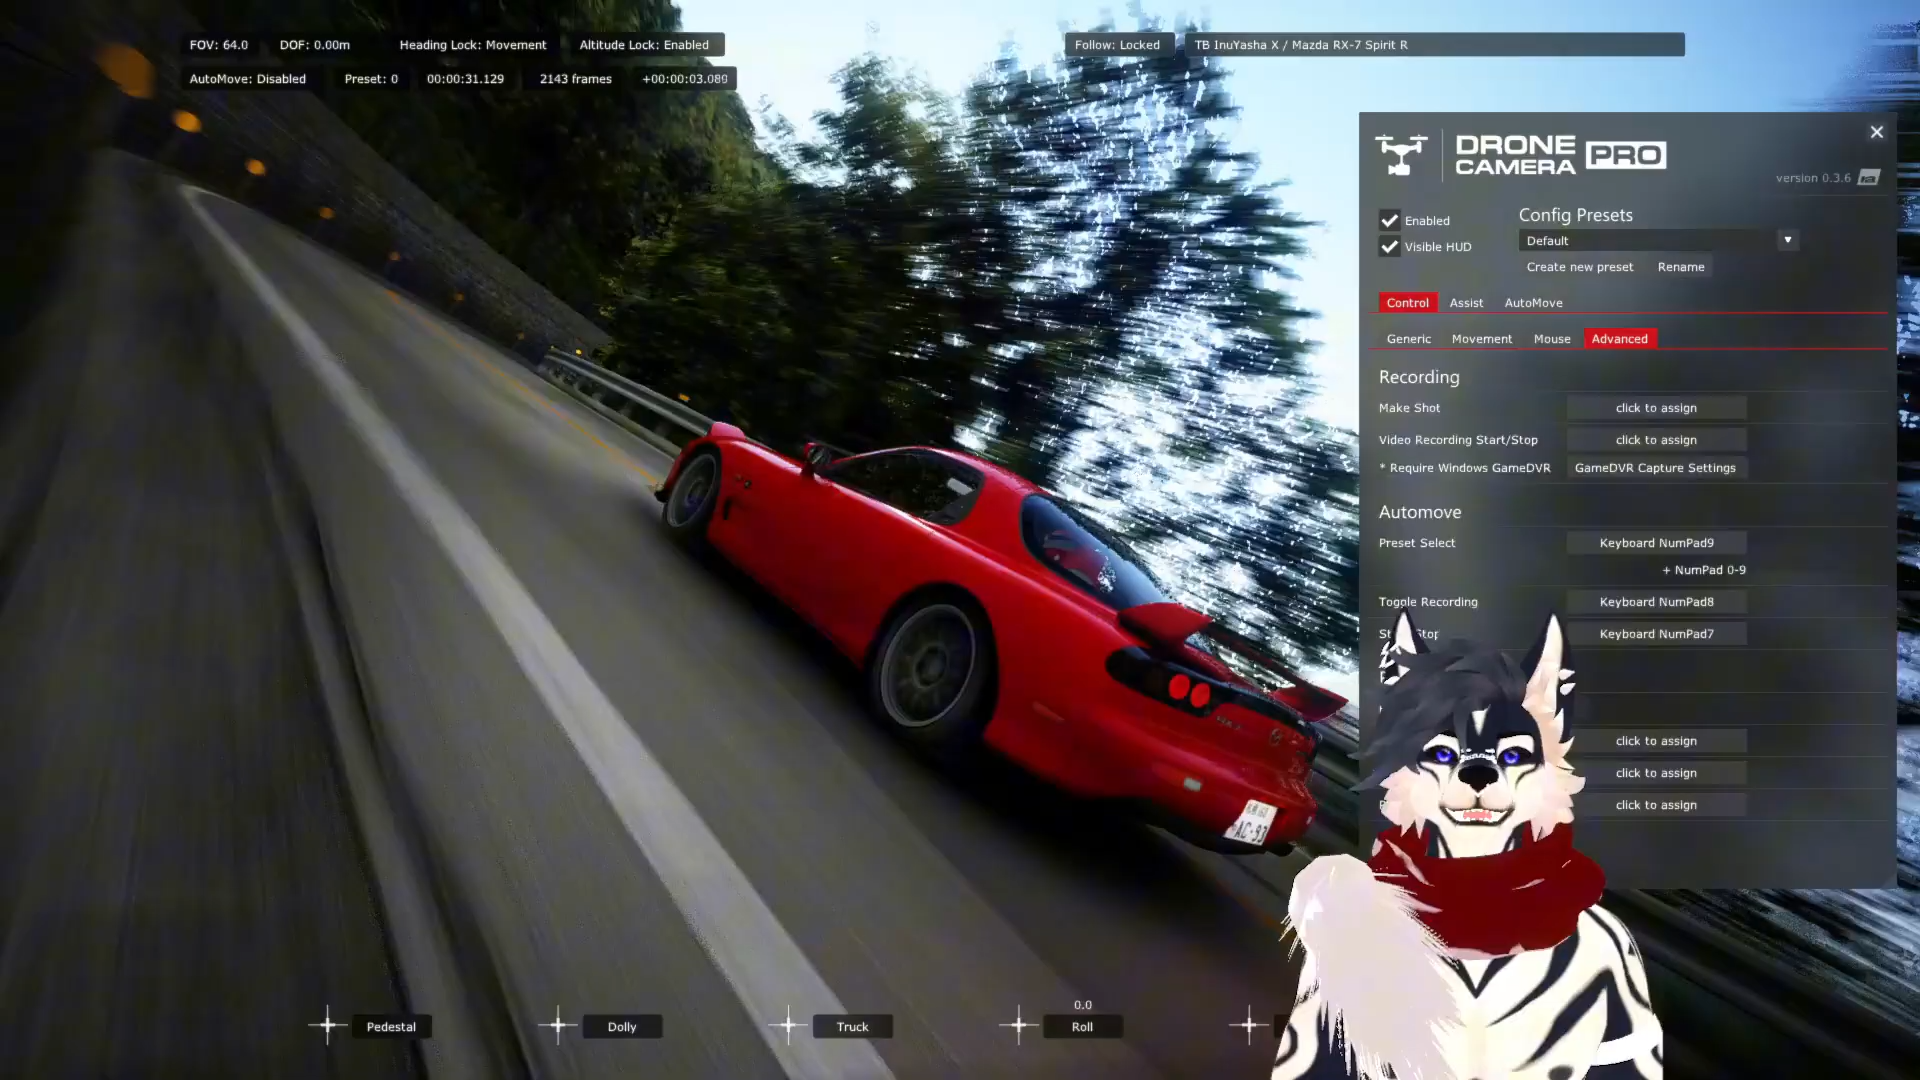 FOV: 64.0 DOF: 0.00m Heading Lock: Movement Altitude Lock: Enabled
AutoMove: Disabled Preset: 0 00:00:31.129 2143 frames +00:00:03.089
Follow: Locked TB InuYasha X / Mazda RX-7 Spirit R
DRONE
CAMERA PRO
version 0.3.6
Enabled
Visible HUD
Config Presets
Default
Create new preset Rename
Control Assist AutoMove
Generic Movement Mouse Advanced
Recording
Make Shot click to assign
Video Recording Start/Stop click to assign
* Require Windows GameDVR GameDVR Capture Settings
Automove
Preset Select Keyboard NumPad9
+ NumPad 0-9
Toggle Recording Keyboard NumPad8
Keyboard NumPad7
click to assign
click to assign
click to assign
0.0
Pedestal Dolly Truck Roll